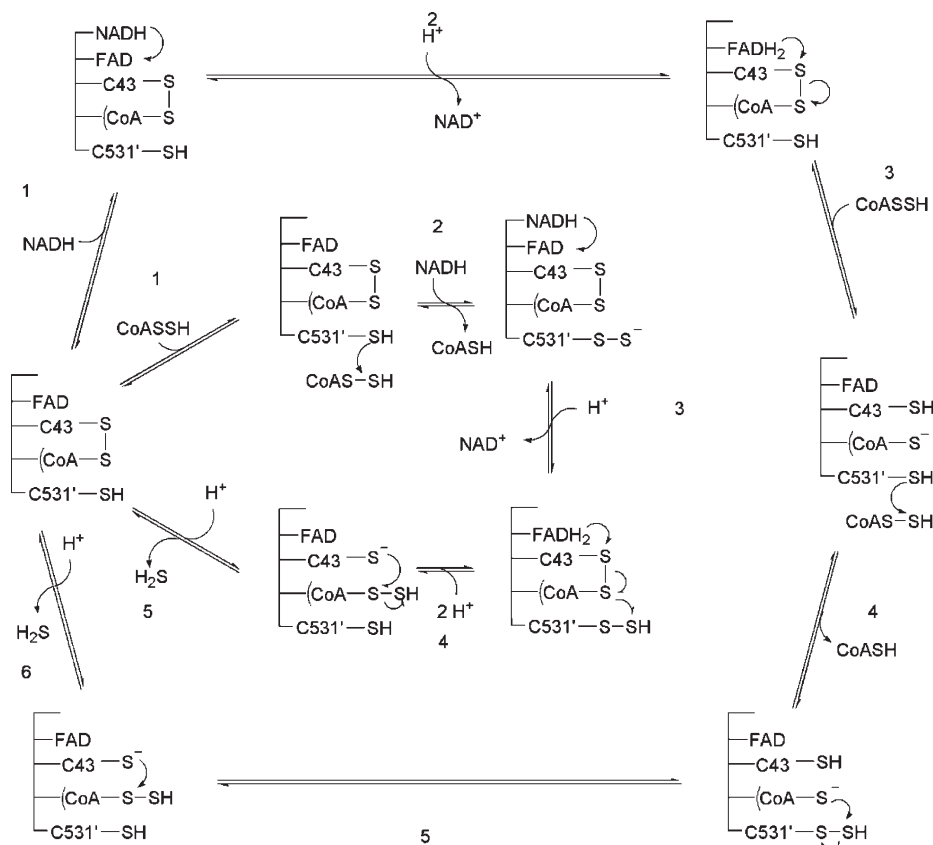 2
H+
NAD+
NADH
FAD
C43 S
(CoA S
C531' SH
FADH2
C43 S
(CoA S
C531' SH
1
NADH
3
CoASSH
1
CoASSH
FAD
C43 S
(CoA S
C531' SH
CoAS SH
2
NADH
CoASH
NADH
FAD
C43 S
(CoA S
C531' S S−
NAD+
H+
3
FAD
C43 S
(CoA S
C531' SH
FAD
C43 SH
(CoA S−
C531' SH
CoAS SH
H+
H2S
5
FAD
C43 S−
(CoA S SH
C531' SH
2 H+
4
FADH2
C43 S
(CoA S
C531' S SH
H+
H2S
6
4
CoASH
FAD
C43 S−
(CoA S SH
C531' SH
5
FAD
C43 SH
(CoA S−
C531' S SH